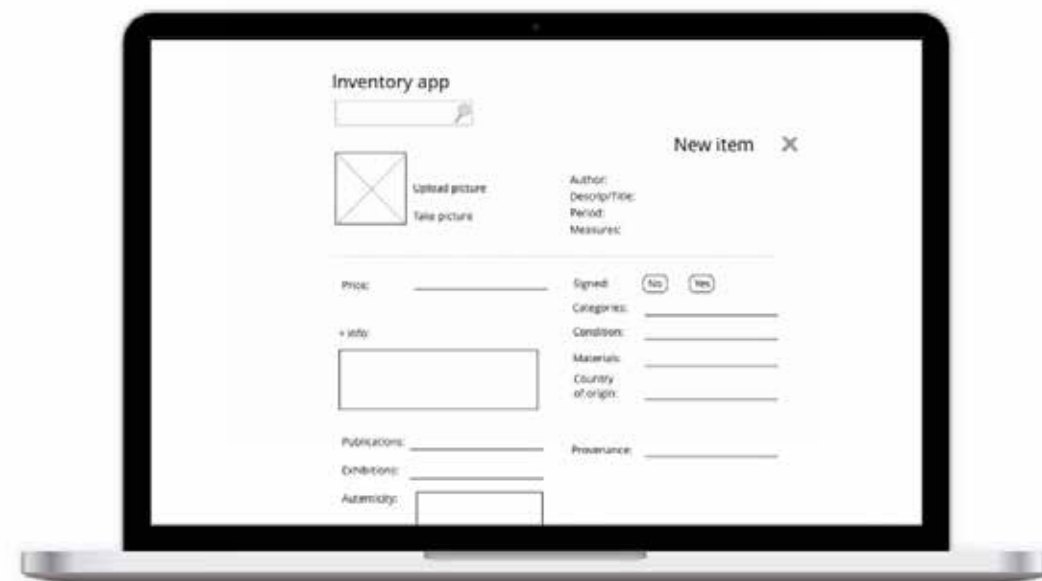 Inventory app
New item
Upload picture
Take picture
Author:
Descrip/Title:
Period:
Measures:
Price:
+ info:
Signed:
No
Yes
Categories:
Condition:
Materials:
Country
of origin:
Publications:
Exhibitions:
Autenticity:
Provenance: